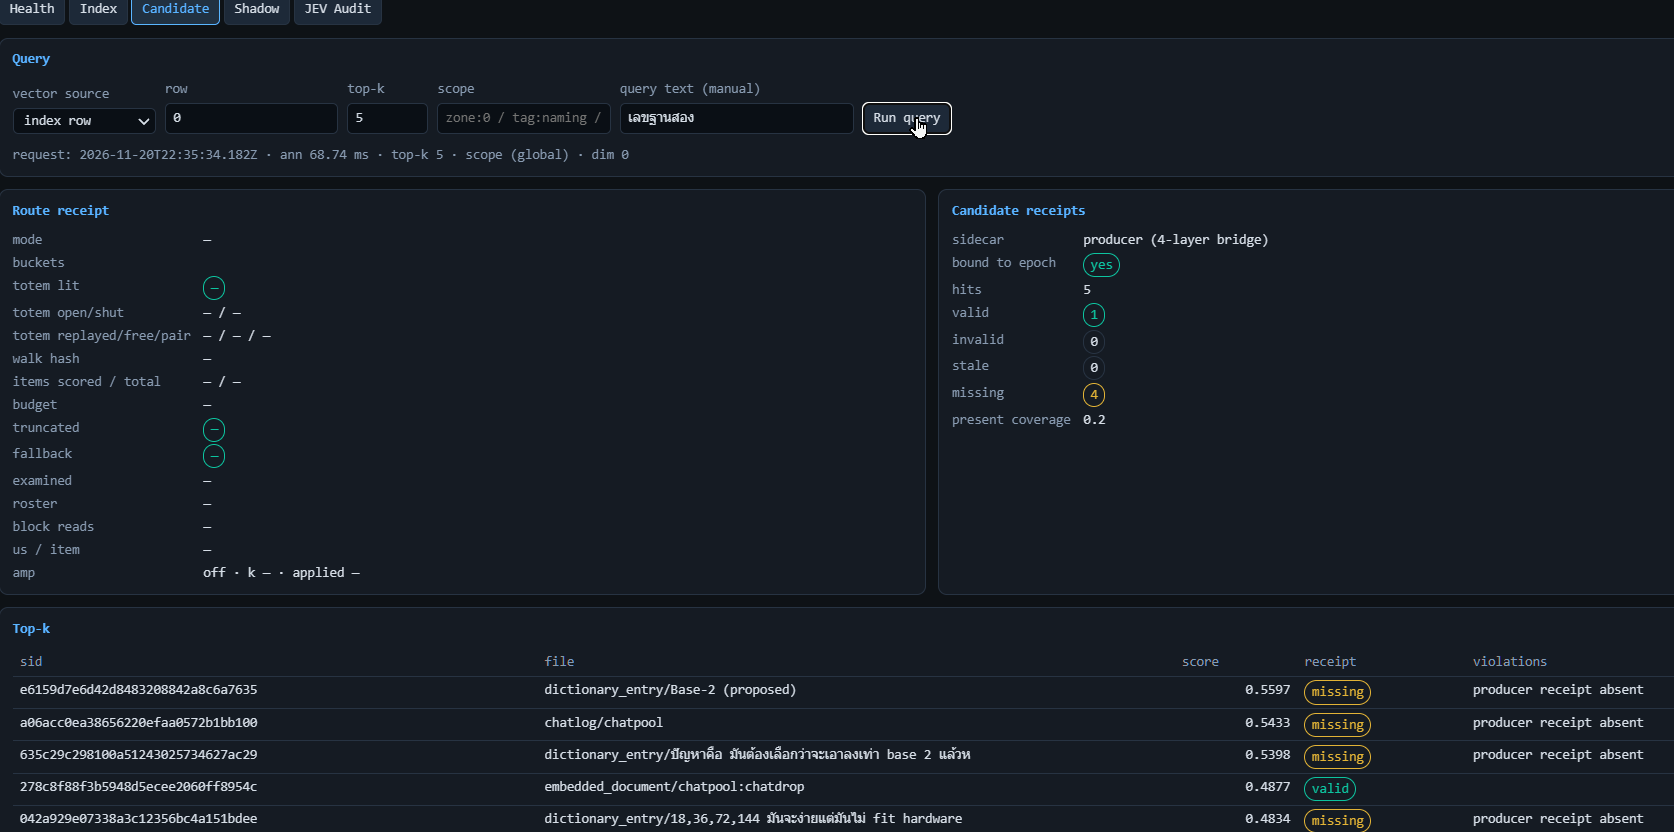 Health Index Candidate Shadow JEV Audit
Query
vector source row top-k scope query text (manual)
index row 0 5 zone:0 / tag:naming / เลขฐานสอง Run query
request: 2026-11-20T22:35:34.182Z · ann 68.74 ms · top-k 5 · scope (global) · dim 0
Route receipt
mode —
buckets
totem lit —
totem open/shut — / —
totem replayed/free/pair — / — / —
walk hash —
items scored / total — / —
budget —
truncated —
fallback —
examined —
roster —
block reads —
us / item —
amp off · k — · applied —
Candidate receipts
sidecar producer (4-layer bridge)
bound to epoch yes
hits 5
valid 1
invalid 0
stale 0
missing 4
present coverage 0.2
Top-k
sid file score receipt violations
e6159d7e6d42d8483208842a8c6a7635 dictionary_entry/Base-2 (proposed) 0.5597 missing producer receipt absent
a06acc0ea38656220efaa0572b1bb100 chatlog/chatpool 0.5433 missing producer receipt absent
635c29c298100a51243025734627ac29 dictionary_entry/ปัญหาคือ มันต้องเลือกว่าจะเอาลงเท่า base 2 แล้วห 0.5398 missing producer receipt absent
278c8f88f3b5948d5ecee2060ff8954c embedded_document/chatpool:chatdrop 0.4877 valid
042a929e07338a3c12356bc4a151bdee dictionary_entry/18,36,72,144 มันจะง่ายแต่มันไม่ fit hardware 0.4834 missing producer receipt absent